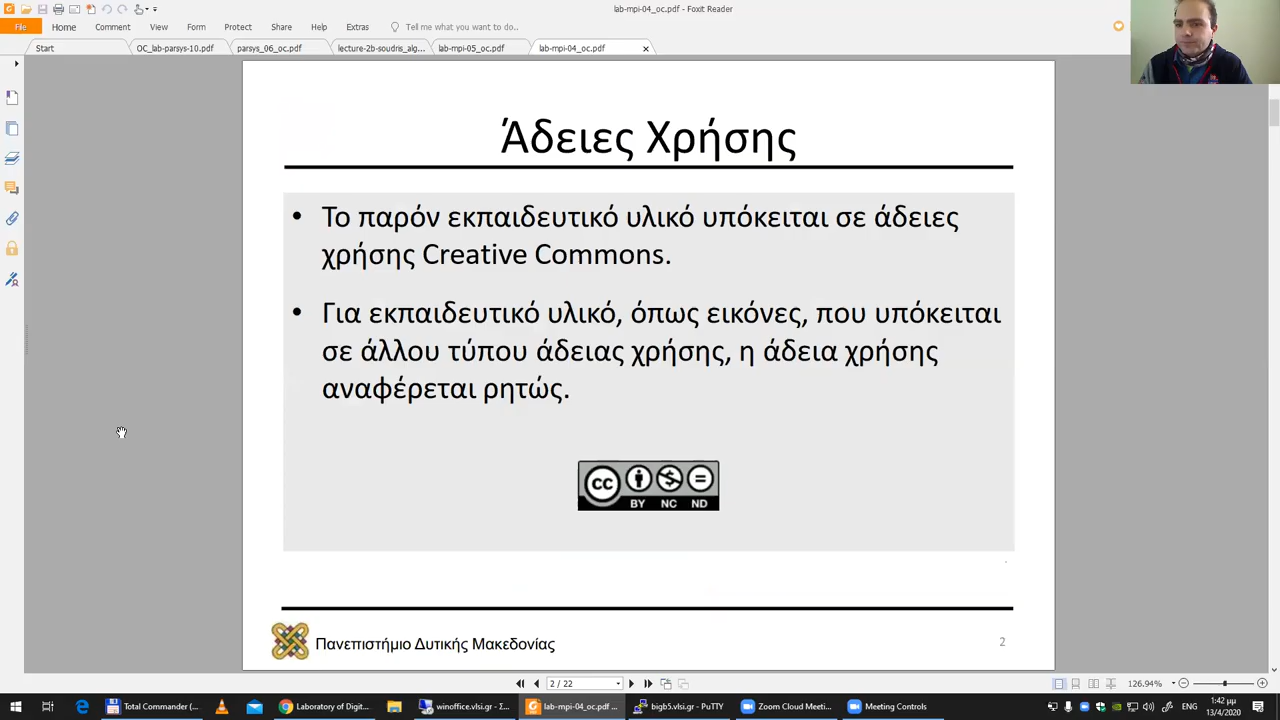 lab-mpi-04_oc.pdf - Foxit Reader
File Home Comment View Form Protect Share Help Extras Tell me what you want to do..
Start OC_lab-parsys-10.pdf parsys_06_oc.pdf lecture-2b-soudris_alg... lab-mpi-05_oc.pdf lab-mpi-04_oc.pdf
Άδειες Χρήσης
• Το παρόν εκπαιδευτικό υλικό υπόκειται σε άδειες
χρήσης Creative Commons.
• Για εκπαιδευτικό υλικό, όπως εικόνες, που υπόκειται
σε άλλου τύπου άδειας χρήσης, η άδεια χρήσης
αναφέρεται ρητώς.
cc
BY NC ND
Πανεπιστήμιο Δυτικής Μακεδονίας
2
2 / 22
126.94%
Total Commander (... Laboratory of Digit... winoffice.vlsi.gr - Σ... lab-mpi-04_oc.pdf ... bigb5.vlsi.gr - PuTTY Zoom Cloud Meeti... Meeting Controls
1:42 μμ
13/4/2020